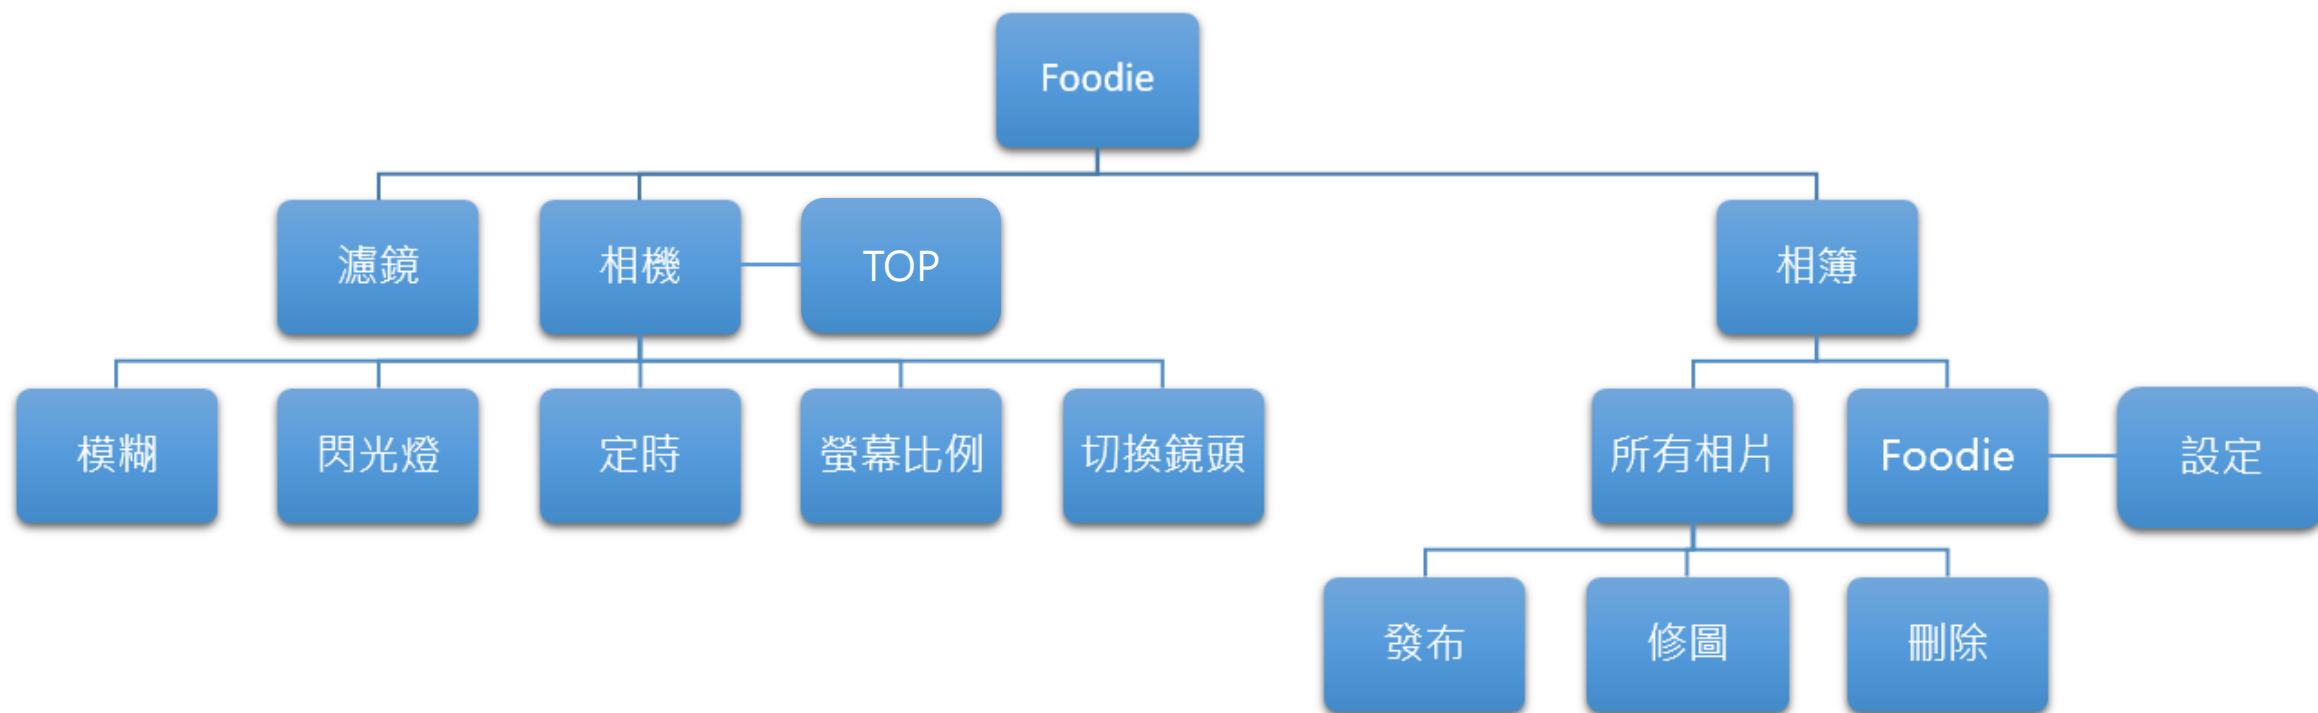 Foodie
濾鏡
相機
TOP
相簿
模糊
閃光燈
定時
螢幕比例
切換鏡頭
所有相片
Foodie
設定
發布
修圖
刪除